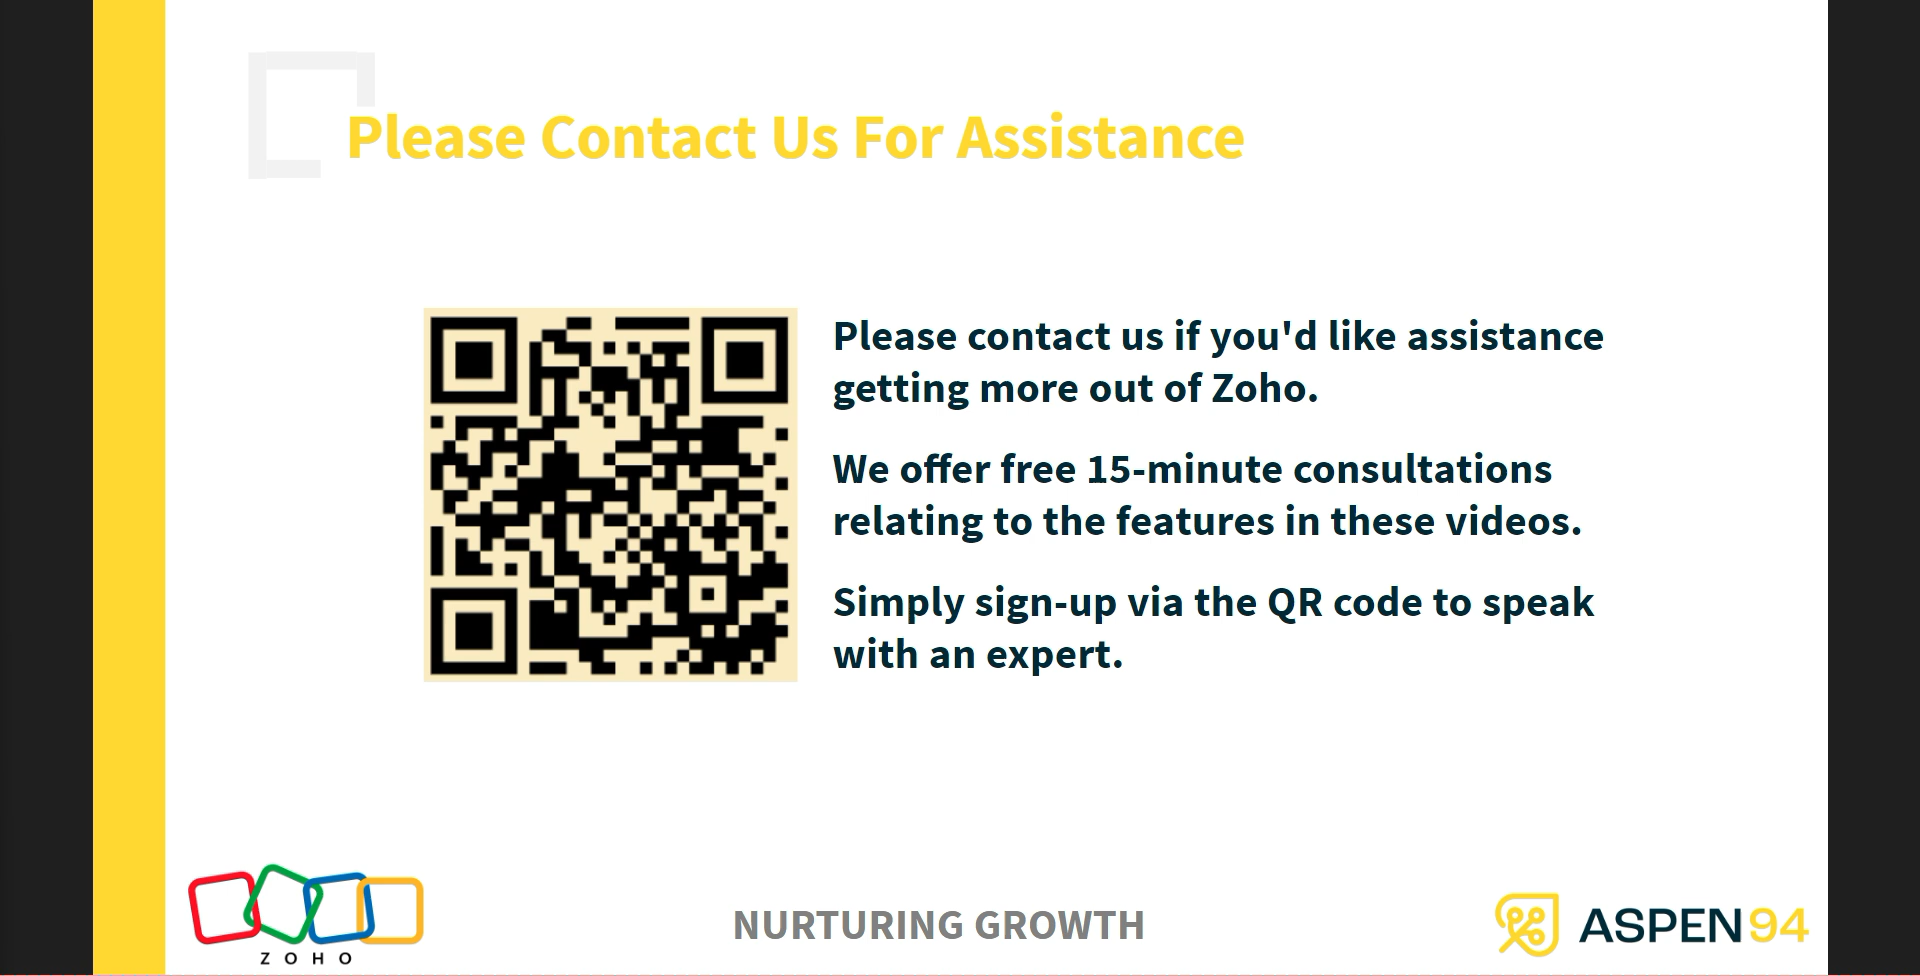 Please Contact Us For Assistance
Please contact us if you'd like assistance
getting more out of Zoho.
We offer free 15-minute consultations
relating to the features in these videos.
Simply sign-up via the QR code to speak
with an expert.
ZOHO
NURTURING GROWTH
ASPEN94